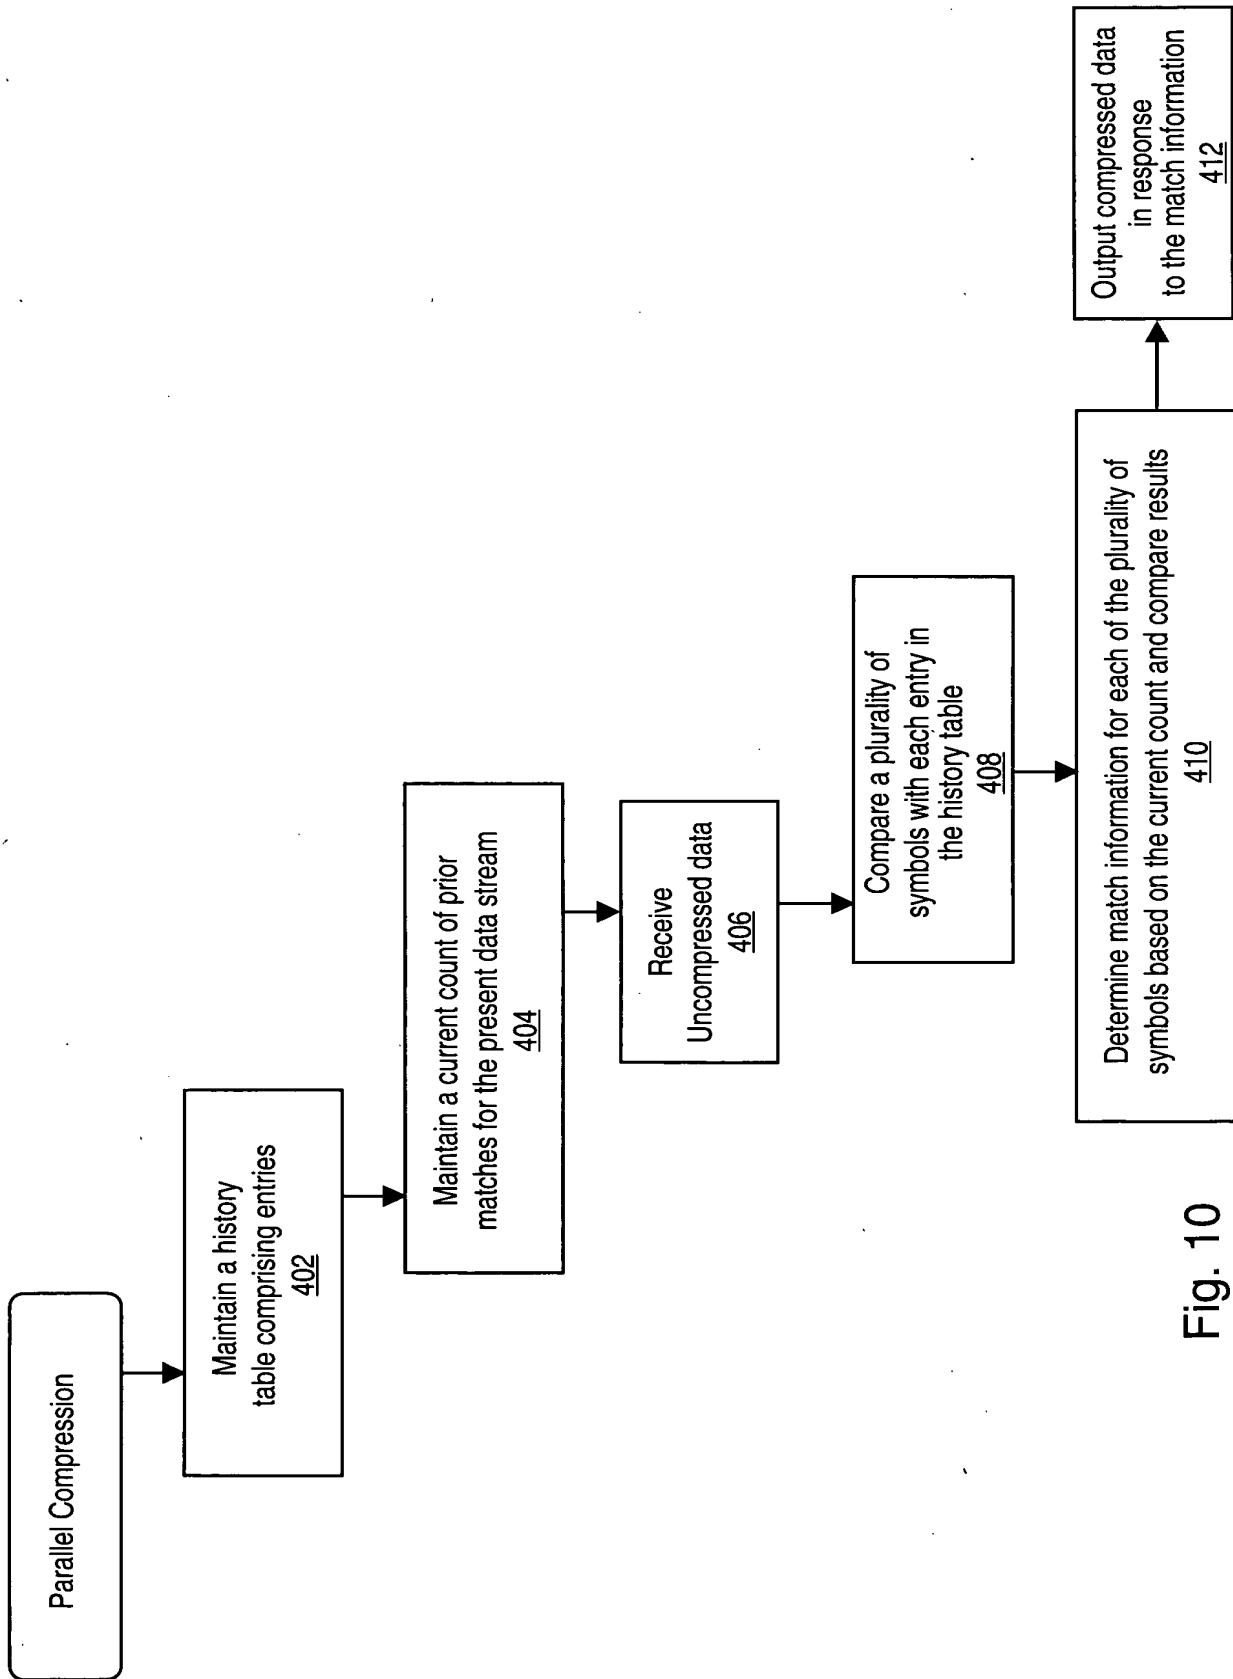 Parallel Compression
Maintain a history
table comprising entries
402
Maintain a current count of prior
matches for the present data stream
404
Receive
Uncompressed data
406
Compare a plurality of
symbols with each entry in
the history table
408
Determine match information for each of the plurality of
symbols based on the current count and compare results
410
Output compressed data
in response
to the match information
412
Fig. 10